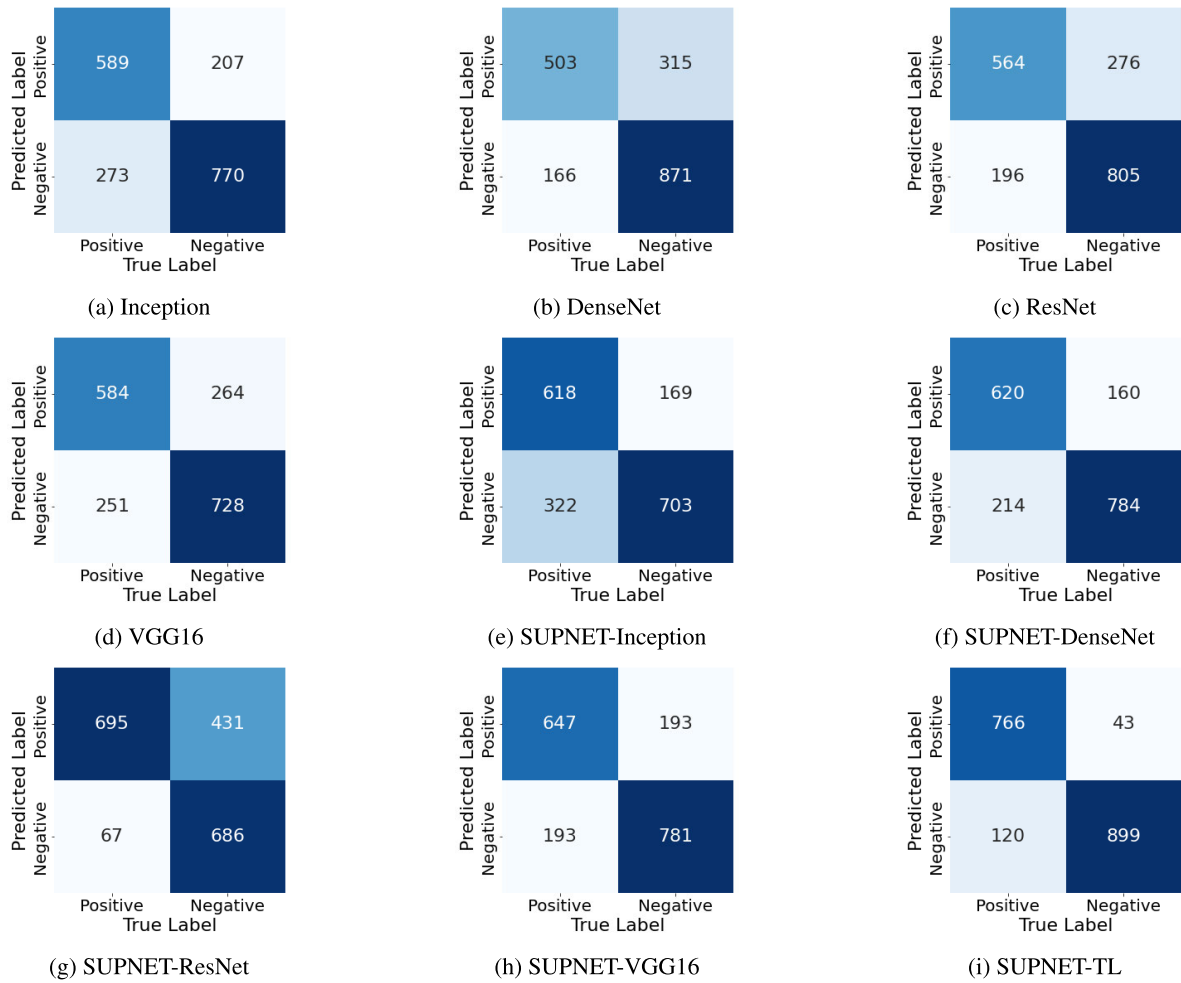 Predicted Label
Positive
Negative
589 207
273 770
Positive Negative
True Label
(a) Inception
Predicted Label
Positive
Negative
503 315
166 871
Positive Negative
True Label
(b) DenseNet
Predicted Label
Positive
Negative
564 276
196 805
Positive Negative
True Label
(c) ResNet
Predicted Label
Positive
Negative
584 264
251 728
Positive Negative
True Label
(d) VGG16
Predicted Label
Positive
Negative
618 169
322 703
Positive Negative
True Label
(e) SUPNET-Inception
Predicted Label
Positive
Negative
620 160
214 784
Positive Negative
True Label
(f) SUPNET-DenseNet
Predicted Label
Positive
Negative
695 431
67 686
Positive Negative
True Label
(g) SUPNET-ResNet
Predicted Label
Positive
Negative
647 193
193 781
Positive Negative
True Label
(h) SUPNET-VGG16
Predicted Label
Positive
Negative
766 43
120 899
Positive Negative
True Label
(i) SUPNET-TL